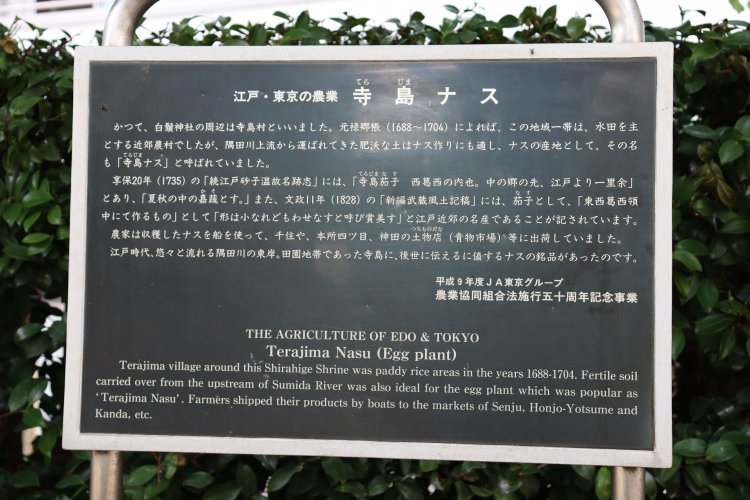 江戸・東京の農業 寺島ナス
かつて、白鬚神社の周辺は寺島村といいました。元禄郷帳(1688〜1704)によれば、この地域一帯は、水田を主
とする近郊農村でしたが、隅田川上流から運ばれてきた肥沃な土はナス作りにも適し、ナスの産地として、その名
も「寺島ナス」と呼ばれていました。
享保20年(1735)の「続江戸砂子温故名跡志」には、「寺島茄子 西葛西の内也。中の郷の先、江戸より一里余」
とあり、「夏秋の中の嘉蔬とす。」また、文政11年(1828)の「新編武蔵風土記稿」には、茄子として、「東西葛西領
中にて作るもの」として「形は小なれどもわせなすと呼び賞美す」と江戸近郊の名産であることが記されています。
農家は収穫したナスを船を使って、千住や、本所四ツ目、神田の土物店(青物市場)等に出荷していました。
江戸時代、悠々と流れる隅田川の東岸。田園地帯であった寺島に、後世に伝えるに値するナスの銘品があったのです。
平成9年度JA東京グループ
農業協同組合法施行五十周年記念事業
THE AGRICULTURE OF EDO & TOKYO
Terajima Nasu (Egg plant)
Terajima village around this Shirahige Shrine was paddy rice areas in the years 1688-1704. Fertile soil
carried over from the upstream of Sumida River was also ideal for the egg plant which was popular as
‘Terajima Nasu’. Farmers shipped their products by boats to the markets of Senju, Honjo-Yotsume and
Kanda, etc.